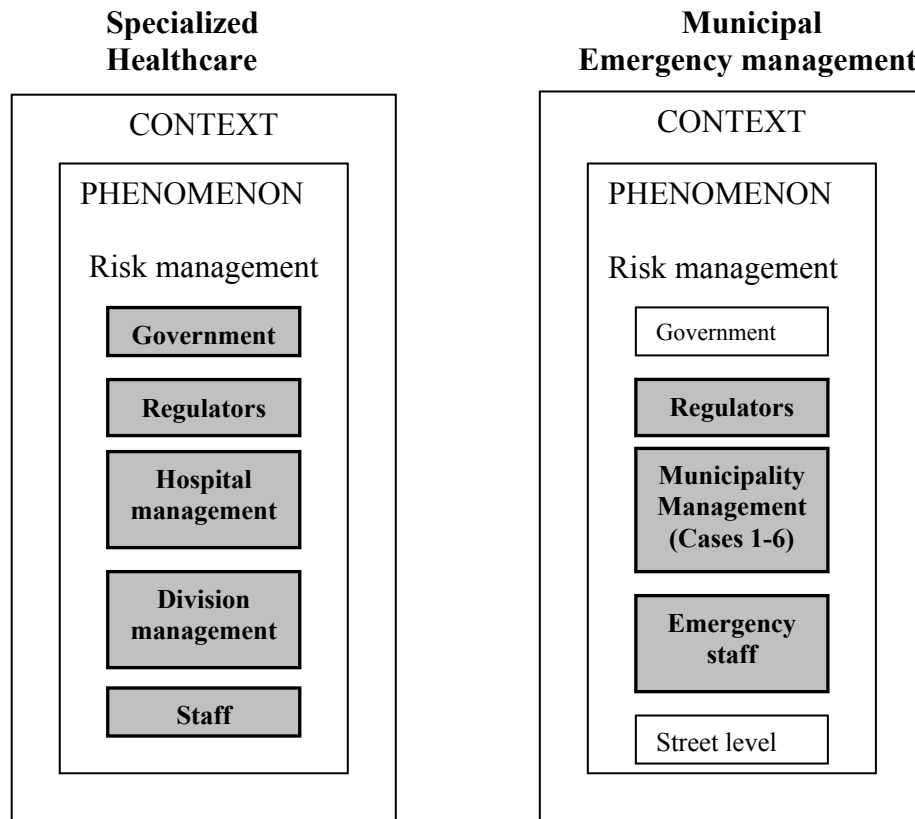 Specialized
Healthcare
CONTEXT
PHENOMENON
Risk management
Government
Regulators
Hospital
management
Division
management
Staff
Municipal
Emergency management
CONTEXT
PHENOMENON
Risk management
Government
Regulators
Municipality
Management
(Cases 1-6)
Emergency
staff
Street level